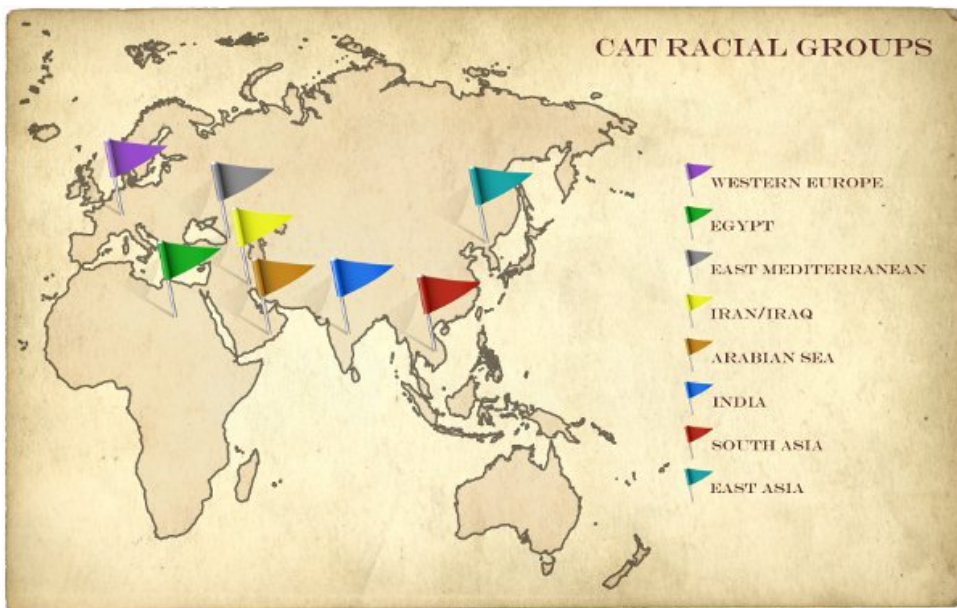 CAT RACIAL GROUPS
WESTERN EUROPE
EGYPT
EAST MEDITERRANEAN
IRAN/IRAQ
ARABIAN SEA
INDIA
SOUTH ASIA
EAST ASIA